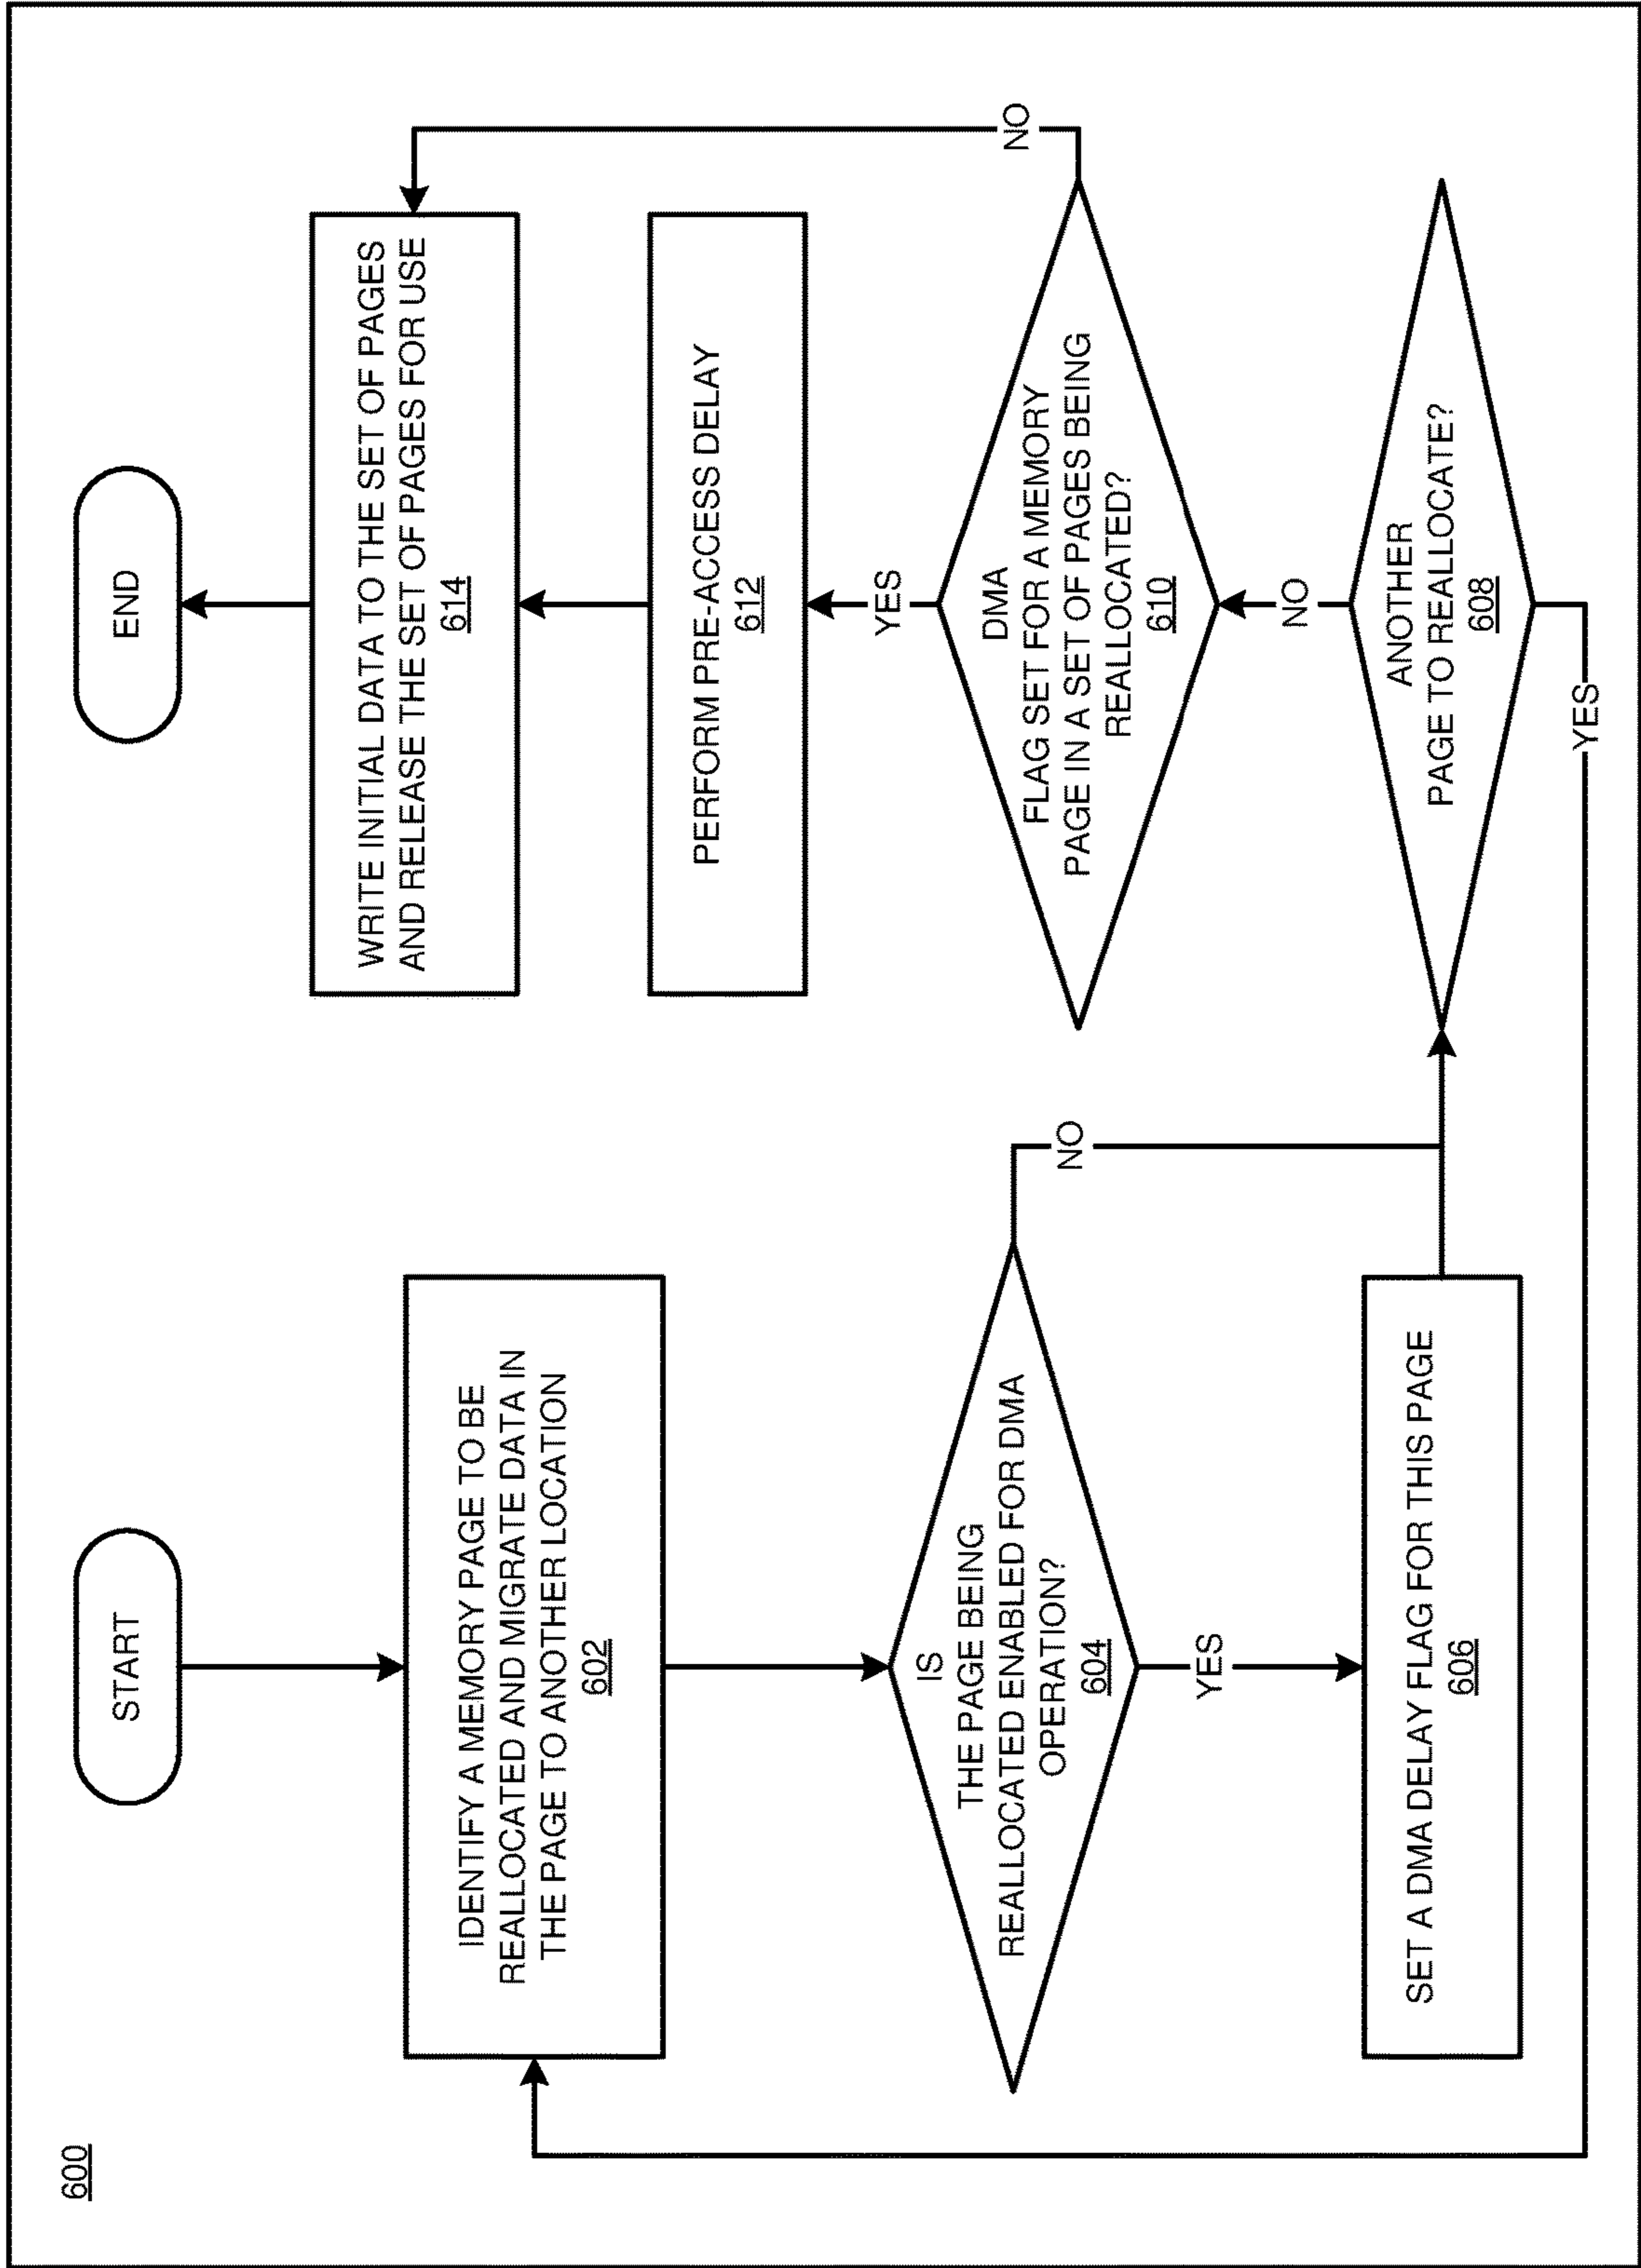 600
START
IDENTIFY A MEMORY PAGE TO BE
REALLOCATED AND MIGRATE DATA IN
THE PAGE TO ANOTHER LOCATION
602
IS
THE PAGE BEING
REALLOCATED ENABLED FOR DMA
OPERATION?
604
NO
YES
SET A DMA DELAY FLAG FOR THIS PAGE
606
END
WRITE INITIAL DATA TO THE SET OF PAGES
AND RELEASE THE SET OF PAGES FOR USE
614
PERFORM PRE-ACCESS DELAY
612
YES
NO
DMA
FLAG SET FOR A MEMORY
PAGE IN A SET OF PAGES BEING
REALLOCATED?
610
NO
ANOTHER
PAGE TO REALLOCATE?
608
YES